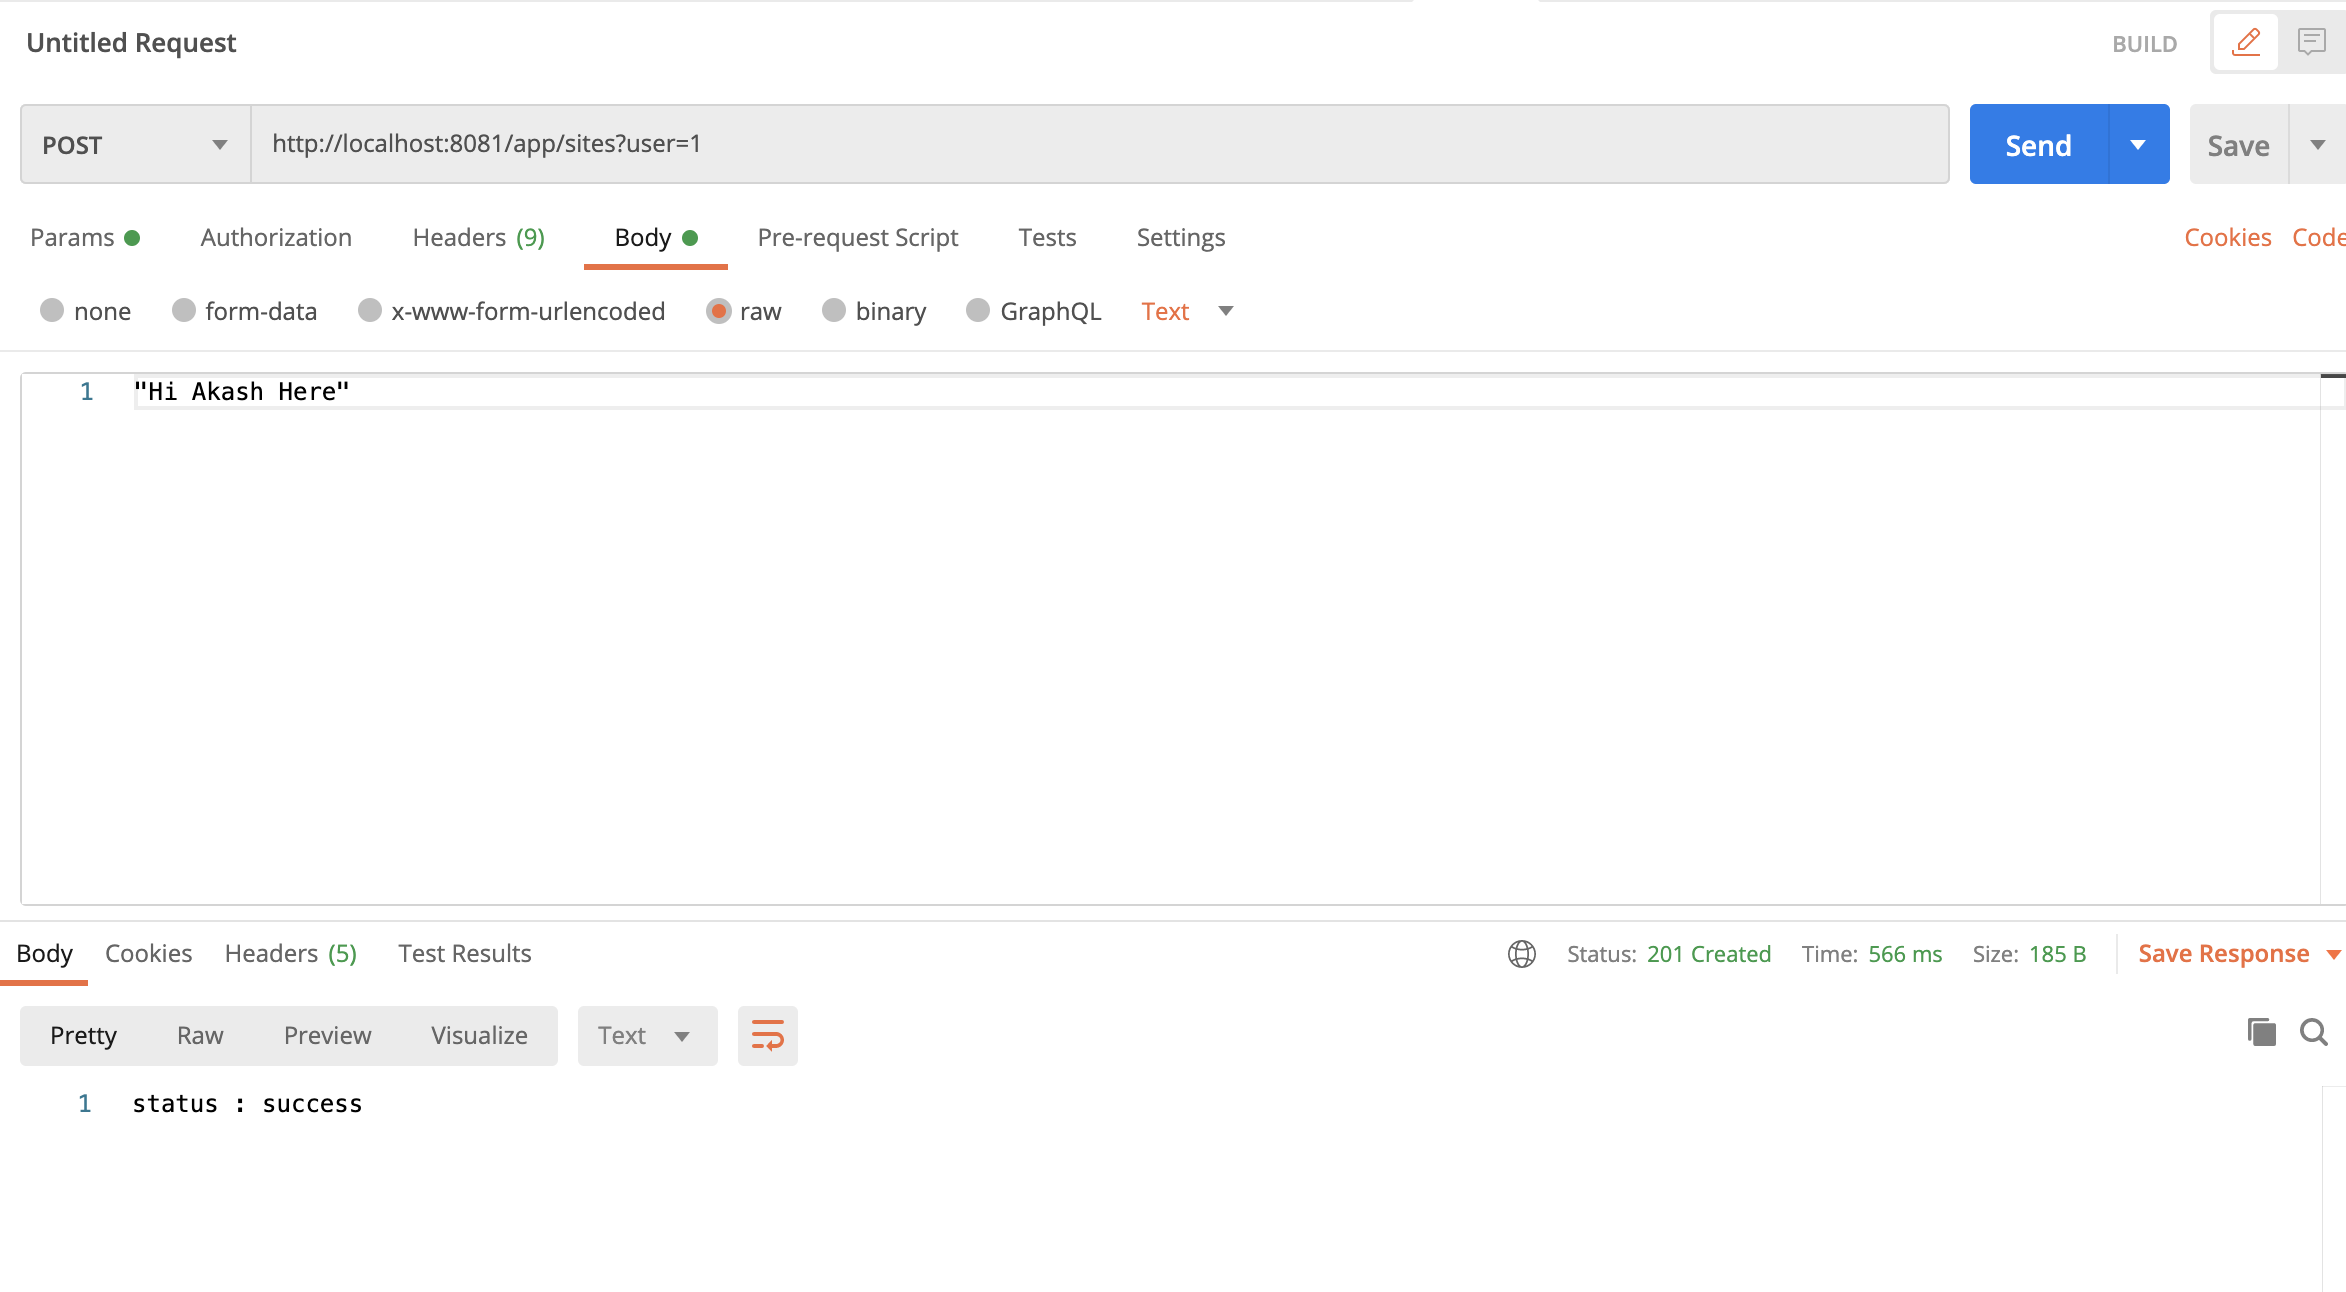 Untitled Request
BUILD
POST
http://localhost:8081/app/sites?user=1
Send
Save
Params
Authorization
Headers (9)
Body
Pre-request Script
Tests
Settings
Cookies
Code
none
form-data
x-www-form-urlencoded
raw
binary
GraphQL
Text
1 "Hi Akash Here"
Body
Cookies
Headers (5)
Test Results
Status: 201 Created
Time: 566 ms
Size: 185 B
Save Response
Pretty
Raw
Preview
Visualize
Text
1 status : success